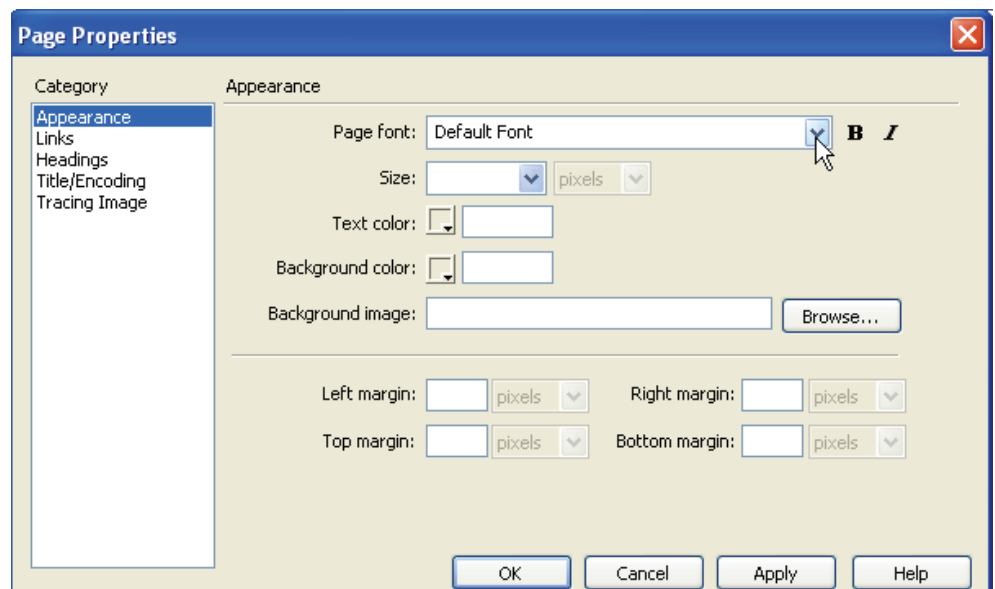 Page Properties
Category
Appearance
Links
Headings
Title/Encoding
Tracing Image
Appearance
Page font: Default Font B I
Size: pixels
Text color:
Background color:
Background image: Browse...
Left margin: pixels Right margin: pixels
Top margin: pixels Bottom margin: pixels
OK Cancel Apply Help